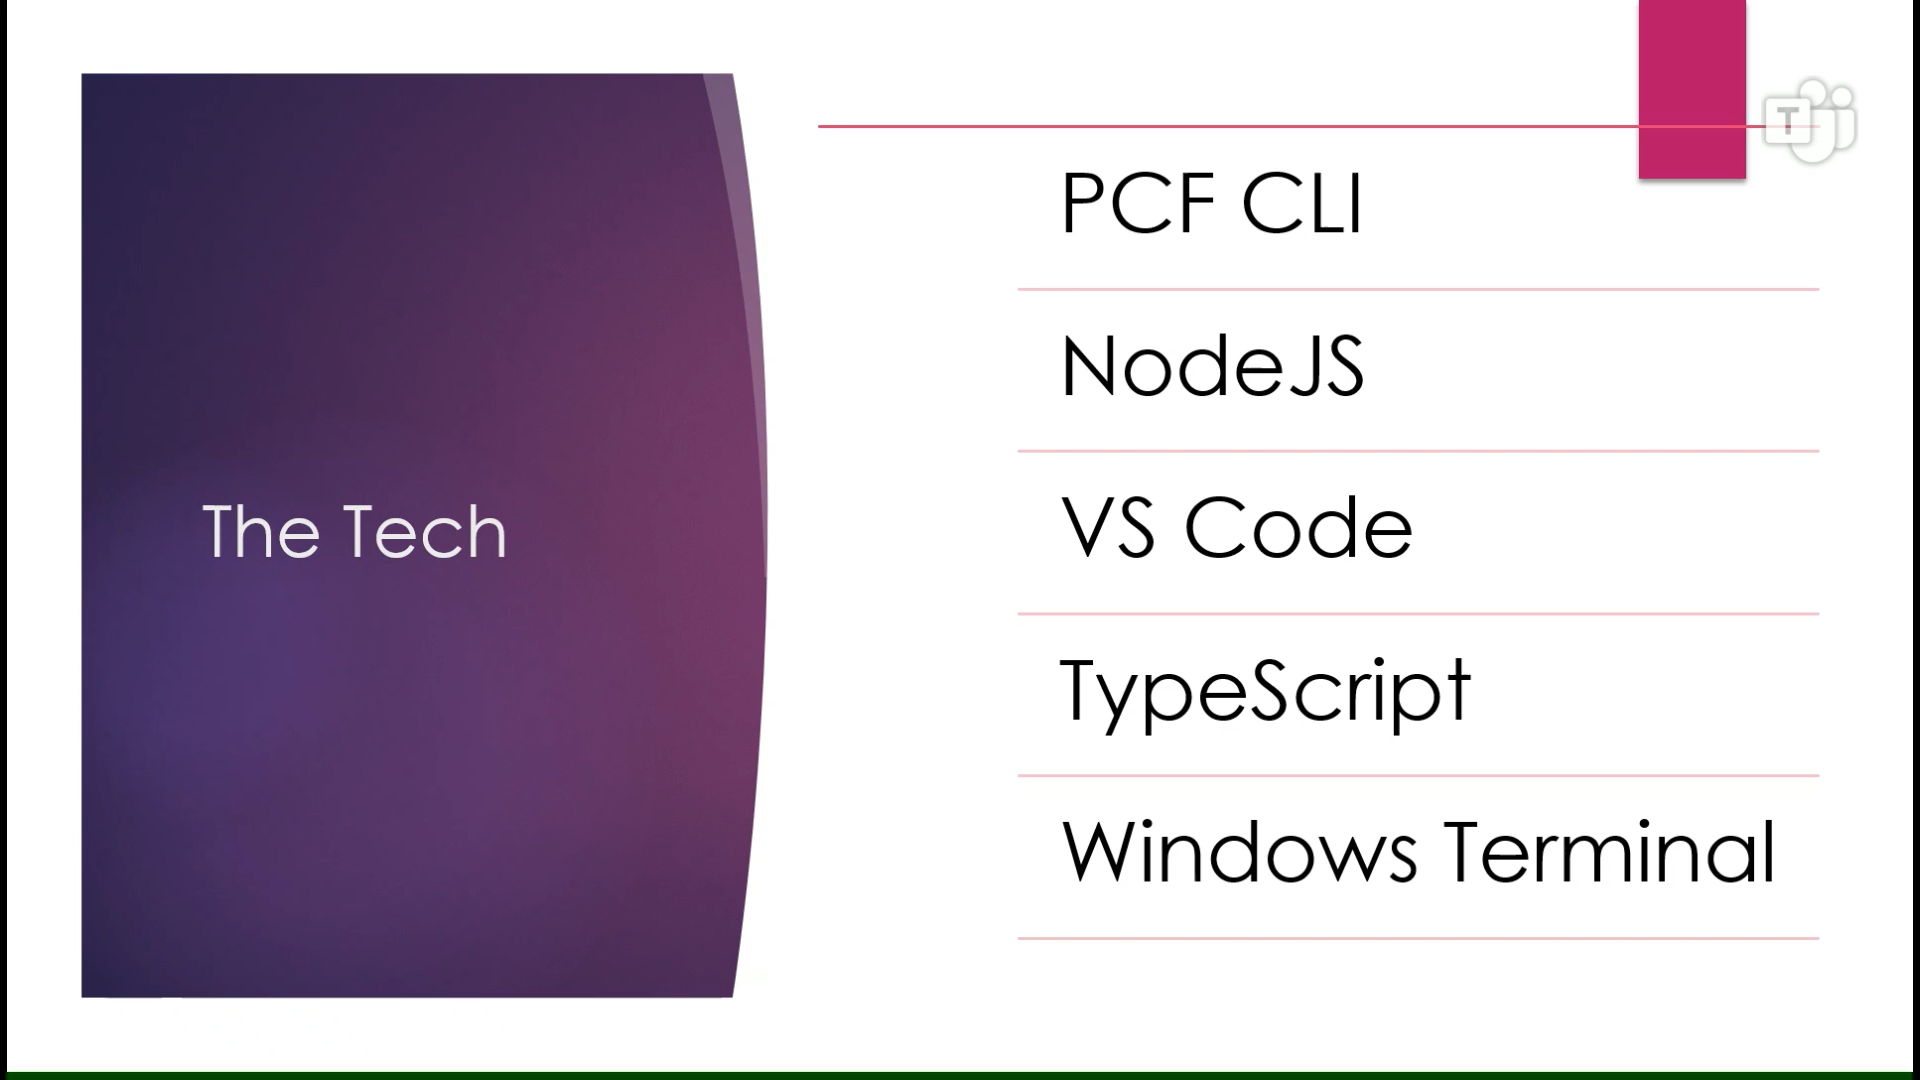 The Tech
PCF CLI
NodeJS
VS Code
TypeScript
Windows Terminal
T